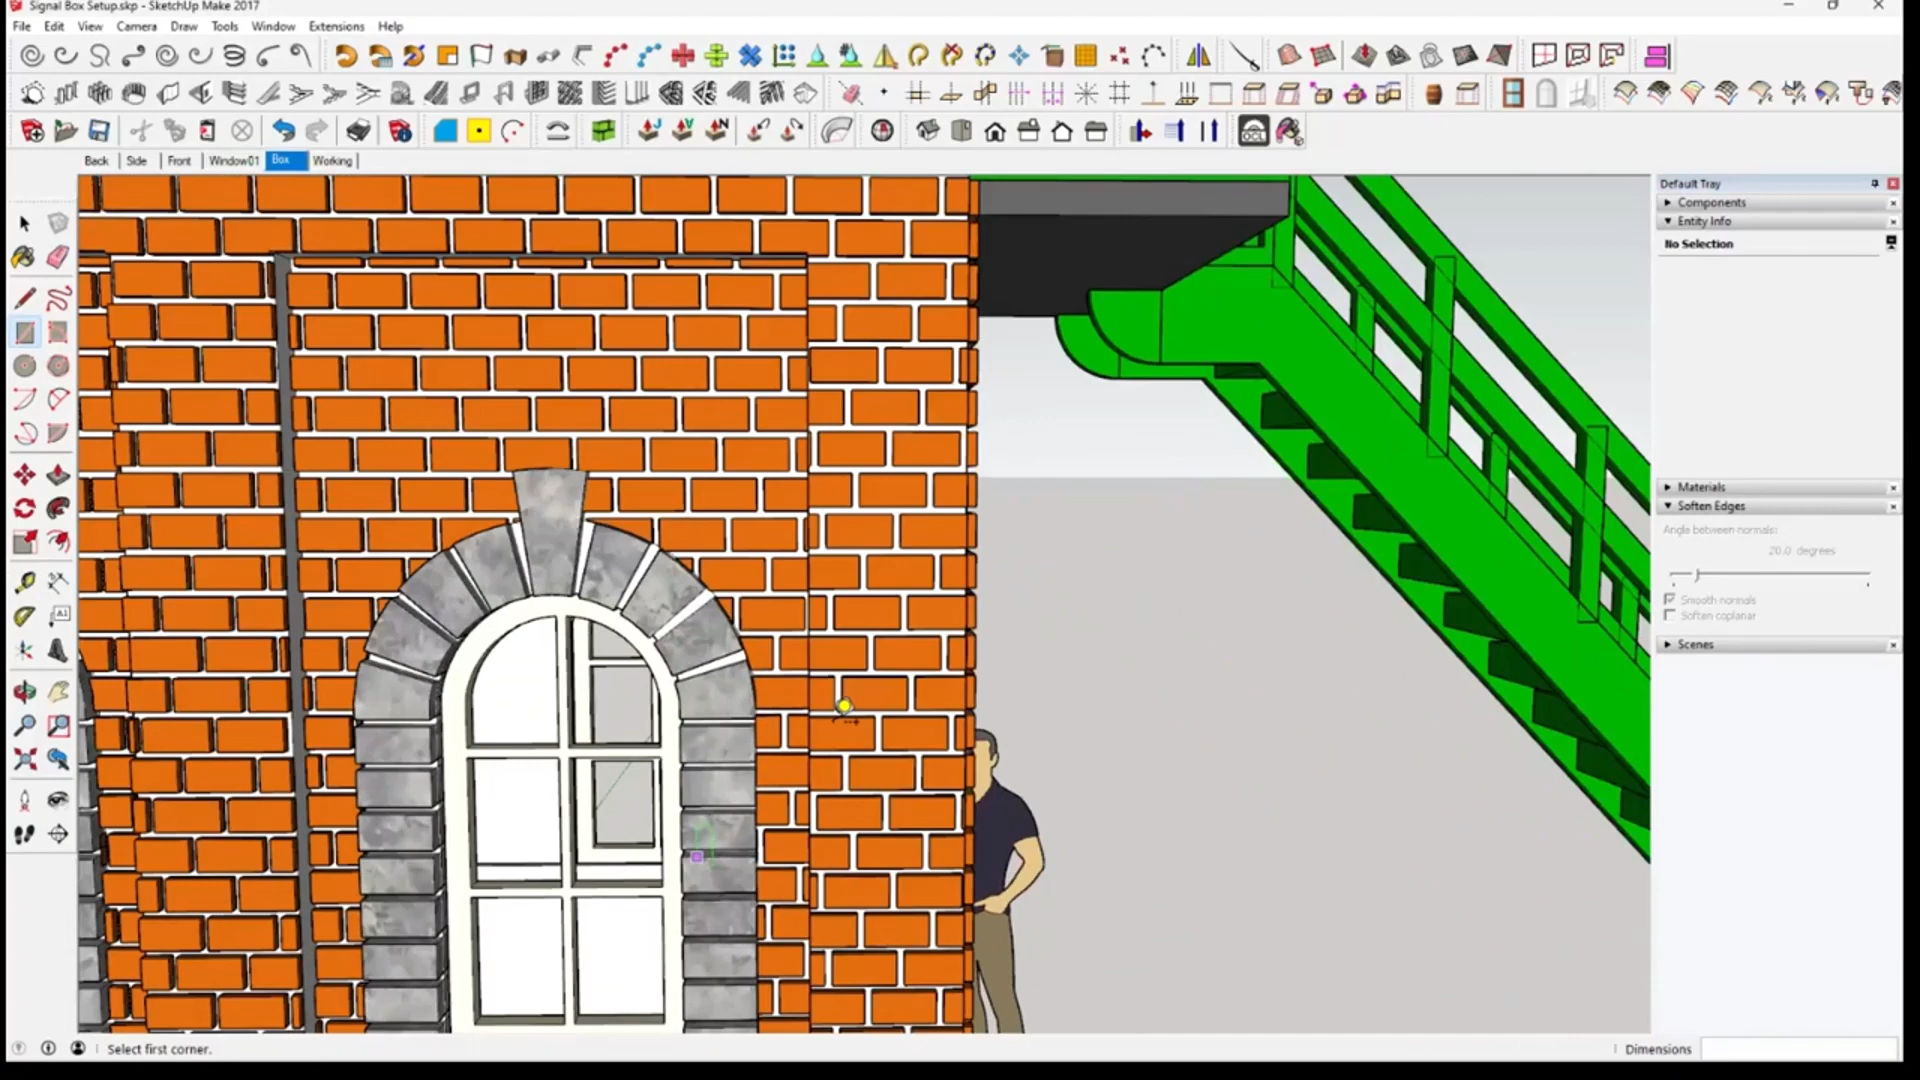 Signal Box Setup.skp - SketchUp Make 2017
File Edit View Camera Draw Tools Window Extensions Help
Back Side Front Window01 Box Working
Default Tray
Components
Entity Info
No Selection
Materials
Soften Edges
Angle between normals:
20.0 degrees
Smooth normals
Soften coplanar
Scenes
Select first corner.
Dimensions